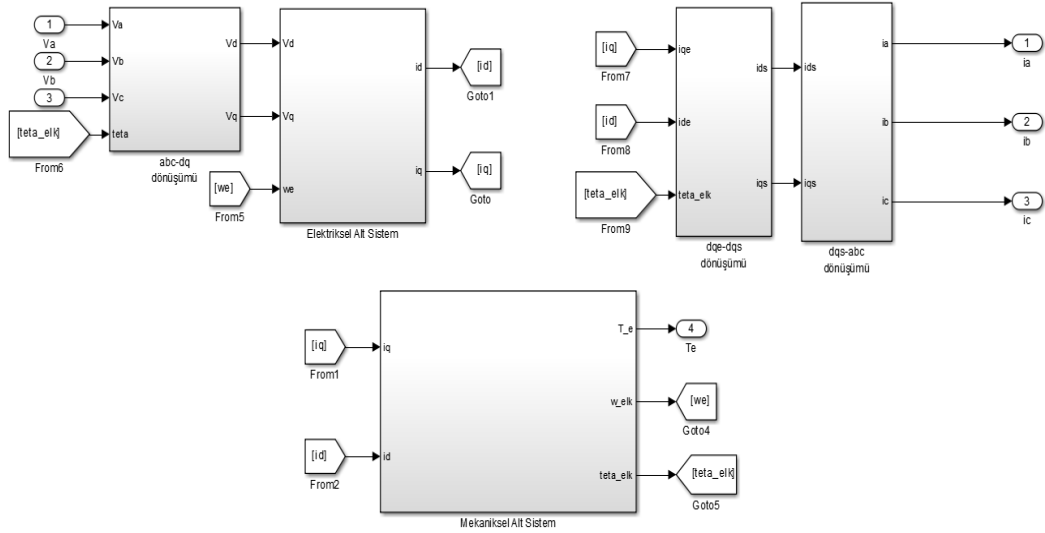 1
Va
2
Vb
3
[teta_elk]
From6
Va
Vb
Vc
teta
Vd
Vq
abc-dq
dönüşümü
[we]
From5
Vd
Vq
we
id
iq
Elektriksel Alt Sistem
[id]
Goto1
[iq]
Goto
[iq]
From7
[id]
From8
[teta_elk]
From9
iqe
ide
teta_elk
ids
iqs
dqe-dqs
dönüşümü
ids
iqs
ia
ib
ic
dqs-abc
dönüşümü
1
ia
2
ib
3
ic
[iq]
From1
[id]
From2
iq
id
T_e
w_elk
teta_elk
Mekaniksel Alt Sistem
4
Te
[we]
Goto4
[teta_elk]
Goto5